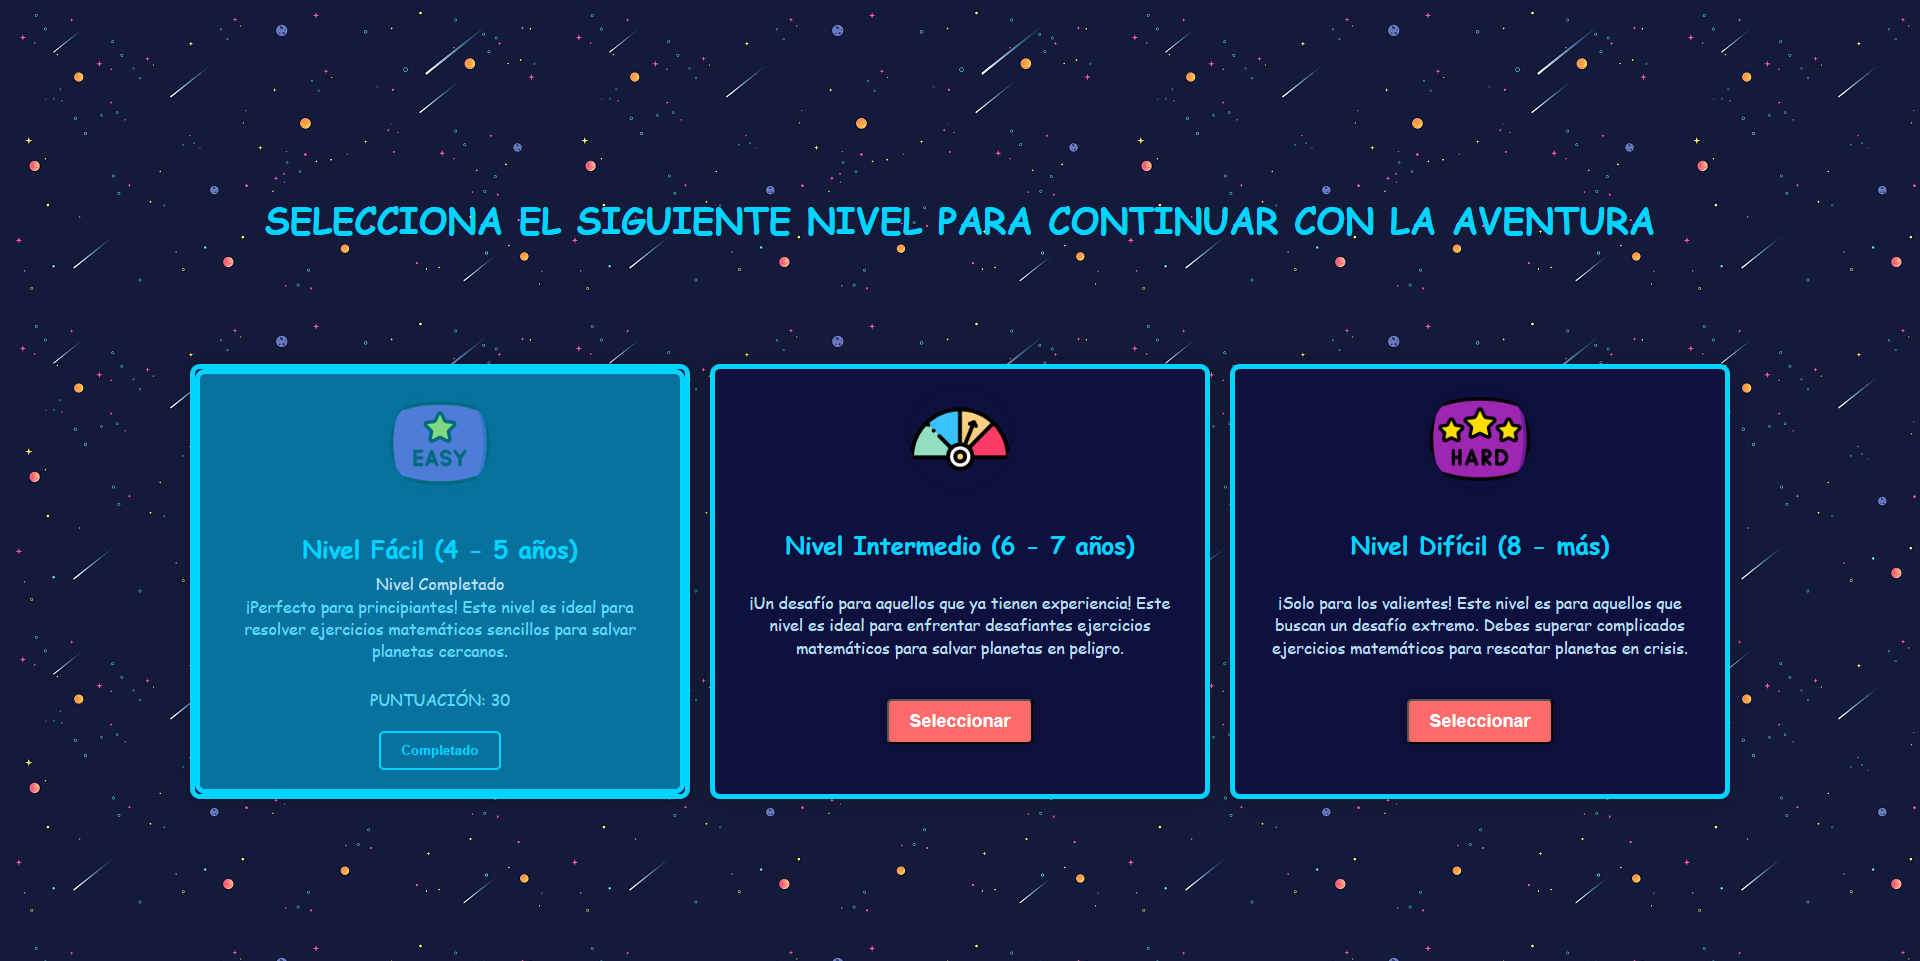 SELECCIONA EL SIGUIENTE NIVEL PARA CONTINUAR CON LA AVENTURA
EASY
Nivel Fácil (4 - 5 años)
Nivel Completado
¡Perfecto para principiantes! Este nivel es ideal para
resolver ejercicios matemáticos sencillos para salvar
planetas cercanos.
PUNTUACIÓN: 30
Completado
Nivel Intermedio (6 - 7 años)
¡Un desafío para aquellos que ya tienen experiencia! Este
nivel es ideal para enfrentar desafiantes ejercicios
matemáticos para salvar planetas en peligro.
Seleccionar
HARD
Nivel Difícil (8 - más)
¡Solo para los valientes! Este nivel es para aquellos que
buscan un desafío extremo. Debes superar complicados
ejercicios matemáticos para rescatar planetas en crisis.
Seleccionar